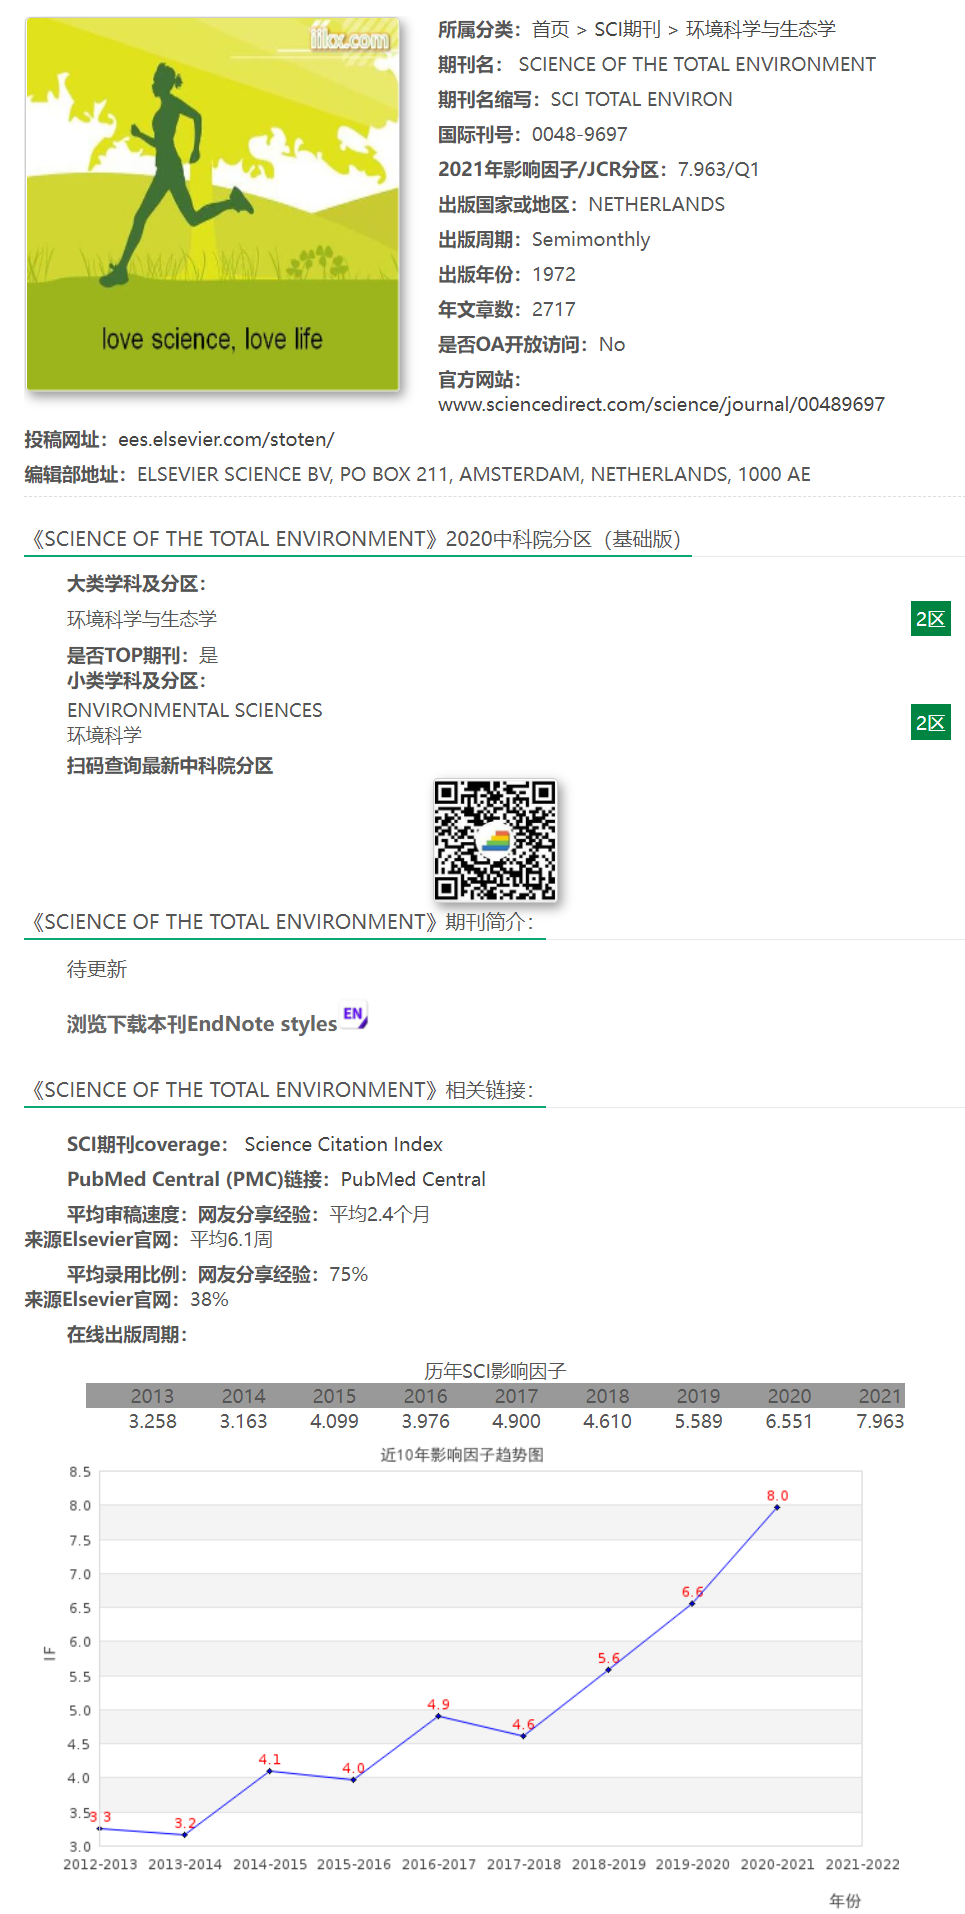 iikx.com
love science, love life
所属分类：首页 > SCI期刊 > 环境科学与生态学
期刊名： SCIENCE OF THE TOTAL ENVIRONMENT
期刊名缩写：SCI TOTAL ENVIRON
国际刊号：0048-9697
2021年影响因子/JCR分区：7.963/Q1
出版国家或地区：NETHERLANDS
出版周期：Semimonthly
出版年份：1972
年文章数：2717
是否OA开放访问：No
官方网站：
www.sciencedirect.com/science/journal/00489697
投稿网址：ees.elsevier.com/stoten/
编辑部地址：ELSEVIER SCIENCE BV, PO BOX 211, AMSTERDAM, NETHERLANDS, 1000 AE
《SCIENCE OF THE TOTAL ENVIRONMENT》2020中科院分区（基础版）
大类学科及分区：
环境科学与生态学 2区
是否TOP期刊：是
小类学科及分区：
ENVIRONMENTAL SCIENCES
环境科学 2区
扫码查询最新中科院分区
《SCIENCE OF THE TOTAL ENVIRONMENT》期刊简介：
待更新
浏览下载本刊EndNote styles EN
《SCIENCE OF THE TOTAL ENVIRONMENT》相关链接：
SCI期刊coverage： Science Citation Index
PubMed Central (PMC)链接：PubMed Central
平均审稿速度：网友分享经验：平均2.4个月
来源Elsevier官网：平均6.1周
平均录用比例：网友分享经验：75%
来源Elsevier官网：38%
在线出版周期：
历年SCI影响因子
2013 2014 2015 2016 2017 2018 2019 2020 2021
3.258 3.163 4.099 3.976 4.900 4.610 5.589 6.551 7.963
近10年影响因子趋势图
8.5
8.0
7.5
7.0
6.5
6.0
5.5
5.0
4.5
4.0
3.5
3.0
IF
3.3 3.2 4.1 4.0 4.9 4.6 5.6 6.6 8.0
2012-2013 2013-2014 2014-2015 2015-2016 2016-2017 2017-2018 2018-2019 2019-2020 2020-2021 2021-2022
年份